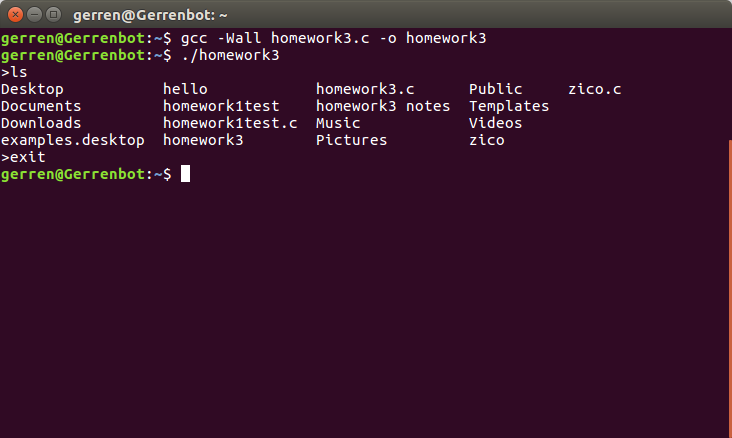 gerren@Gerrenbot: ~
gerren@Gerrenbot:~$ gcc -Wall homework3.c -o homework3
gerren@Gerrenbot:~$ ./homework3
>ls
Desktop           hello            homework3.c      Public     zico.c
Documents         homework1test    homework3 notes  Templates
Downloads         homework1test.c  Music            Videos
examples.desktop  homework3        Pictures         zico
>exit
gerren@Gerrenbot:~$